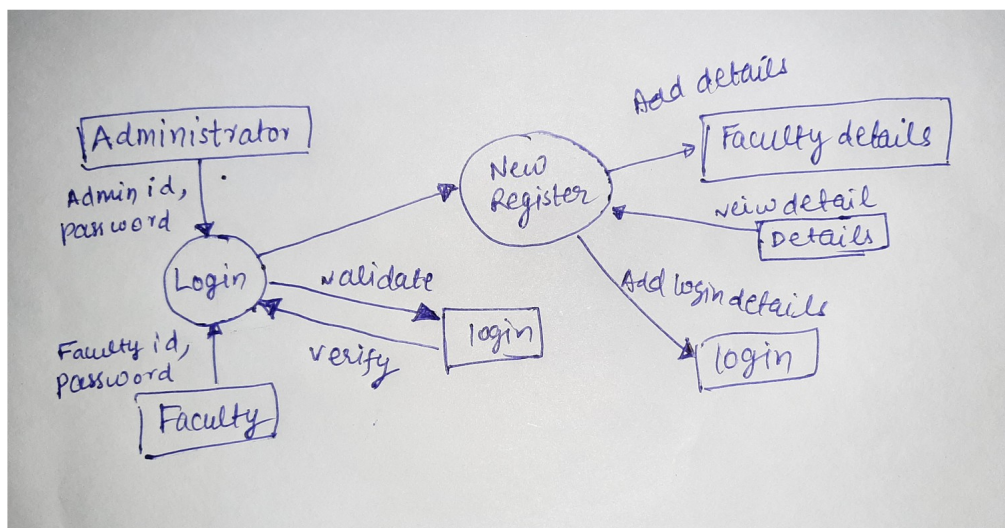 Add details
Administrator
Faculty details
New
Register
Admin id,
password
veiw detail
Details
Login
validate
Add login details
login
verify
Faculty id,
password
login
Faculty